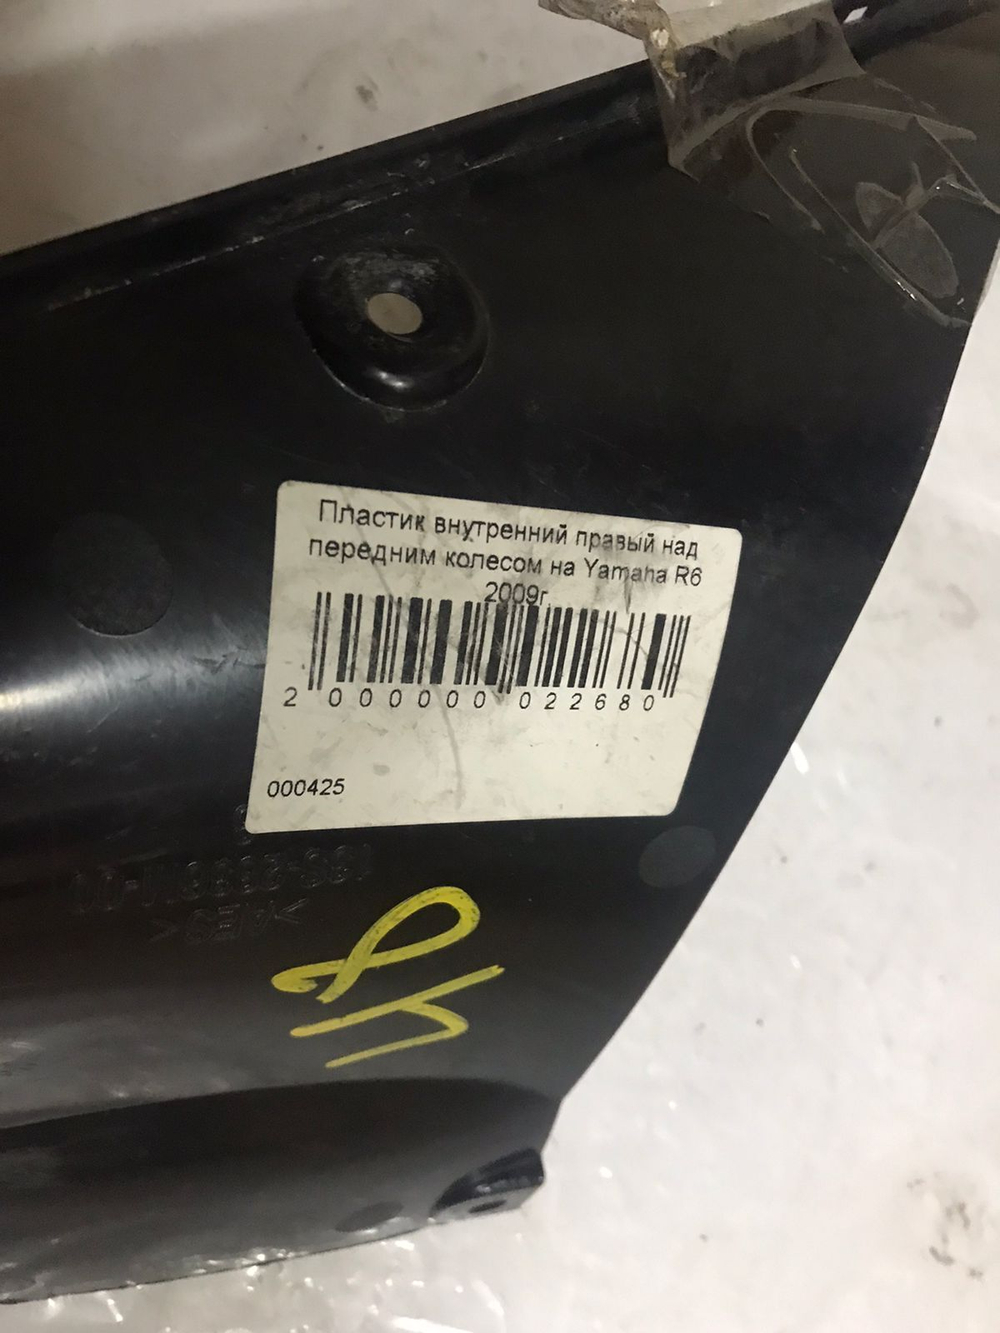 Пластик внутренний правый над
передним колесом на Yamaha R6
2009г.
2 000000 022680
000425